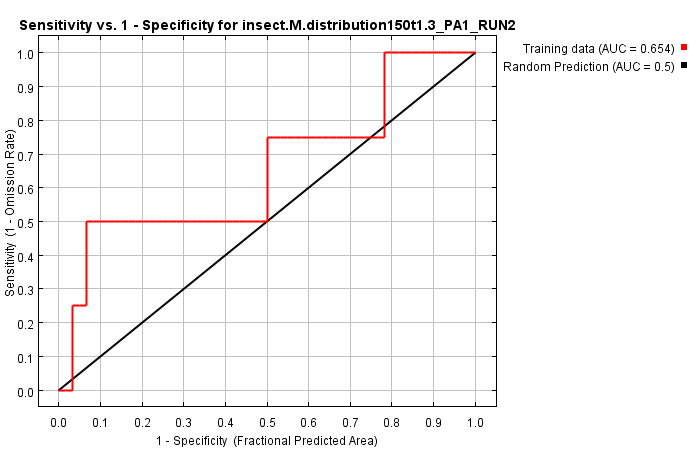 Sensitivity vs. 1 - Specificity for insect.M.distribution150t1.3_PA1_RUN2
Training data (AUC = 0.654)
Random Prediction (AUC = 0.5)
Sensitivity (1 - Omission Rate)
1.0
0.9
0.8
0.7
0.6
0.5
0.4
0.3
0.2
0.1
0.0
0.0 0.1 0.2 0.3 0.4 0.5 0.6 0.7 0.8 0.9 1.0
1 - Specificity (Fractional Predicted Area)